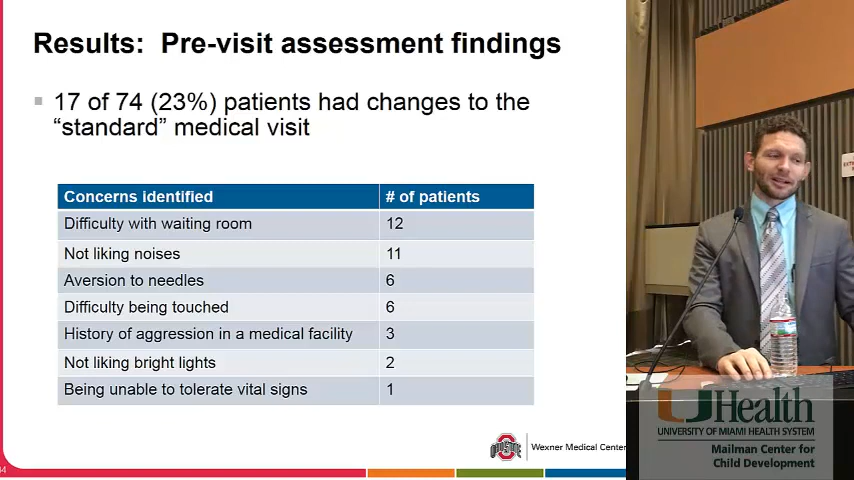 Results: Pre-visit assessment findings
17 of 74 (23%) patients had changes to the
“standard” medical visit
Concerns identified # of patients
Difficulty with waiting room 12
Not liking noises 11
Aversion to needles 6
Difficulty being touched 6
History of aggression in a medical facility 3
Not liking bright lights 2
Being unable to tolerate vital signs 1
OHIO STATE
Wexner Medical Center
UHealth
UNIVERSITY OF MIAMI HEALTH SYSTEM
Mailman Center for
Child Development